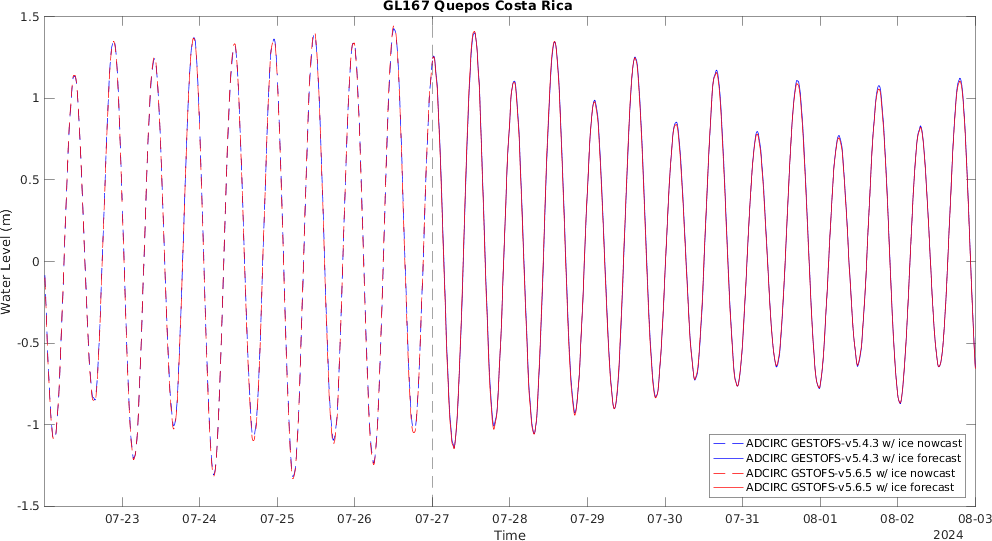 GL167 Quepos Costa Rica
1.5
1
0.5
0
-0.5
-1
-1.5
Water Level (m)
ADCIRC GESTOFS-v5.4.3 w/ ice nowcast
ADCIRC GESTOFS-v5.4.3 w/ ice forecast
ADCIRC GSTOFS-v5.6.5 w/ ice nowcast
ADCIRC GSTOFS-v5.6.5 w/ ice forecast
07-23 07-24 07-25 07-26 07-27 07-28 07-29 07-30 07-31 08-01 08-02 08-03
Time
2024